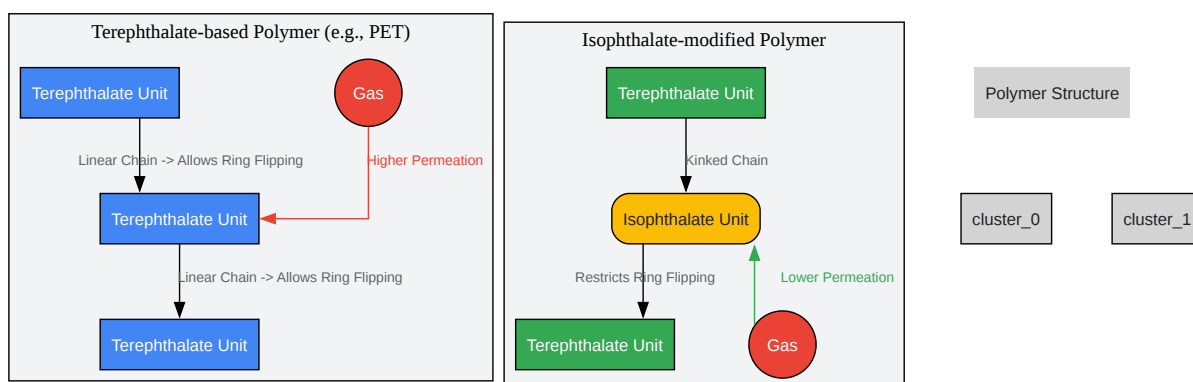 Terephthalate-based Polymer (e.g., PET)
Terephthalate Unit
Gas
Linear Chain -> Allows Ring Flipping
Higher Permeation
Terephthalate Unit
Linear Chain -> Allows Ring Flipping
Terephthalate Unit
Isophthalate-modified Polymer
Terephthalate Unit
Kinked Chain
Isophthalate Unit
Restricts Ring Flipping
Lower Permeation
Terephthalate Unit
Gas
Polymer Structure
cluster_0
cluster_1